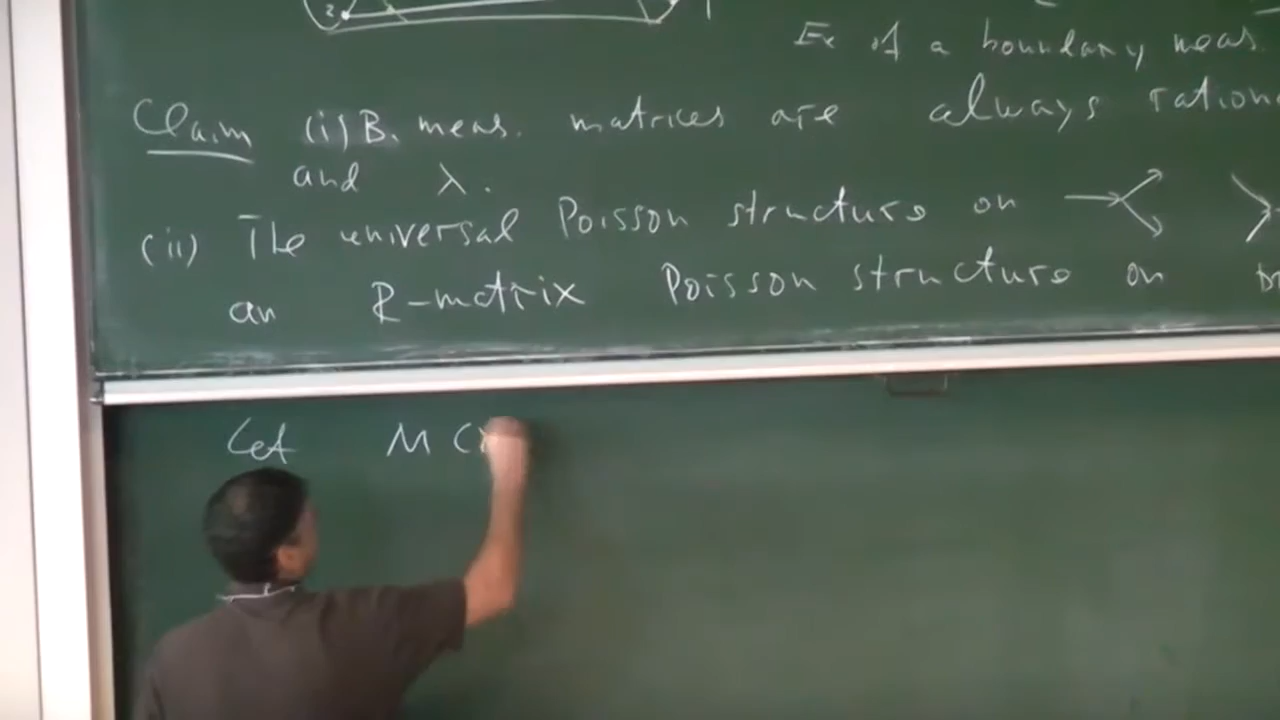 2
Ex of a boundary meas.
Claim (i) B. meas. matrices are always
and λ.
(ii) The universal Poisson structure on
an R-matrix Poisson structure on
Let M (